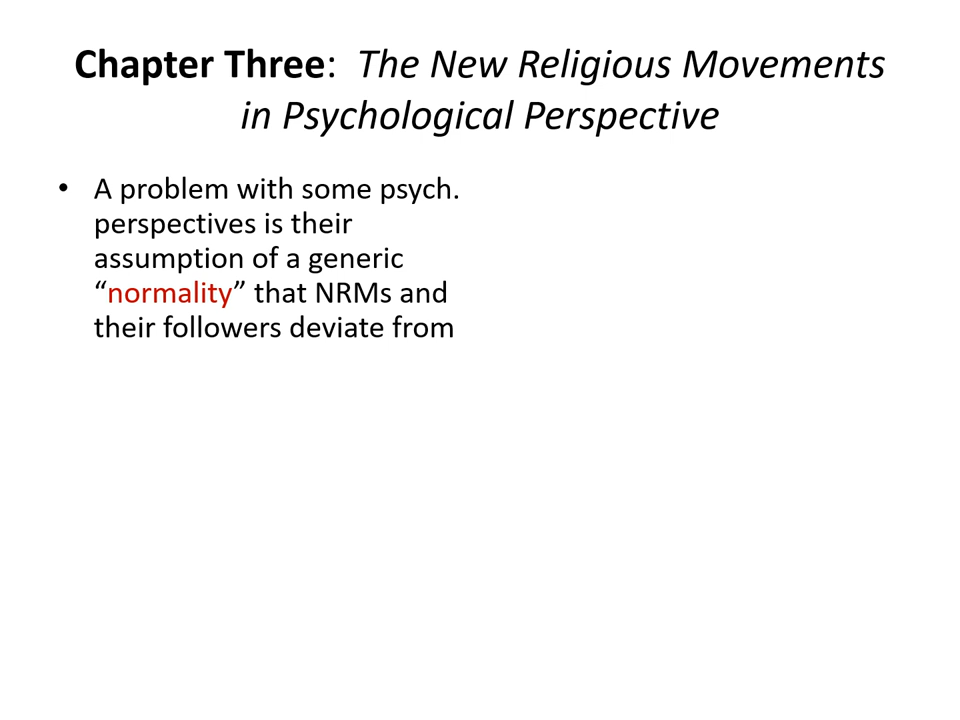 Chapter Three:  The New Religious Movements
in Psychological Perspective
• A problem with some psych.
perspectives is their
assumption of a generic
“normality” that NRMs and
their followers deviate from